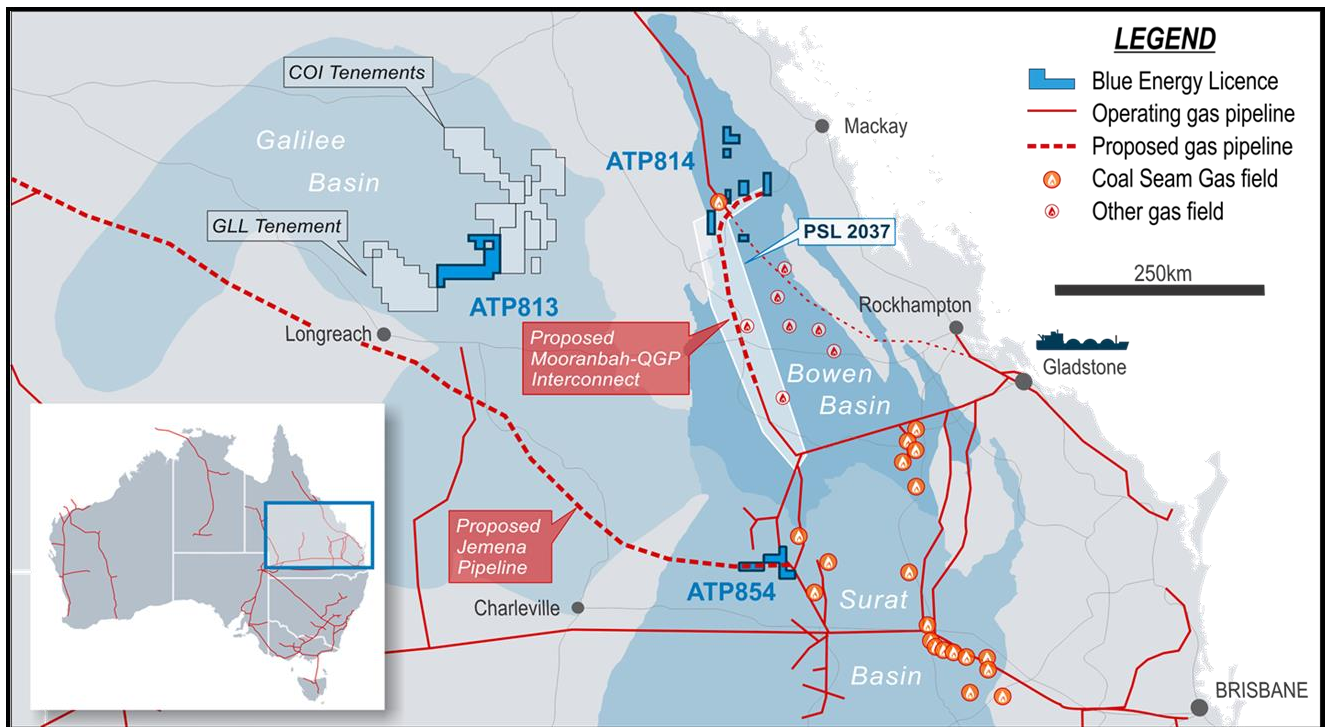 LEGEND
Blue Energy Licence
Operating gas pipeline
Proposed gas pipeline
Coal Seam Gas field
Other gas field
250km
COI Tenements
Galilee
Basin
GLL Tenement
ATP813
Longreach
ATP814
Mackay
PSL 2037
Rockhampton
Gladstone
Proposed
Mooranbah-QGP
Interconnect
Bowen
Basin
Proposed
Jemena
Pipeline
ATP854
Charleville
Surat
Basin
BRISBANE